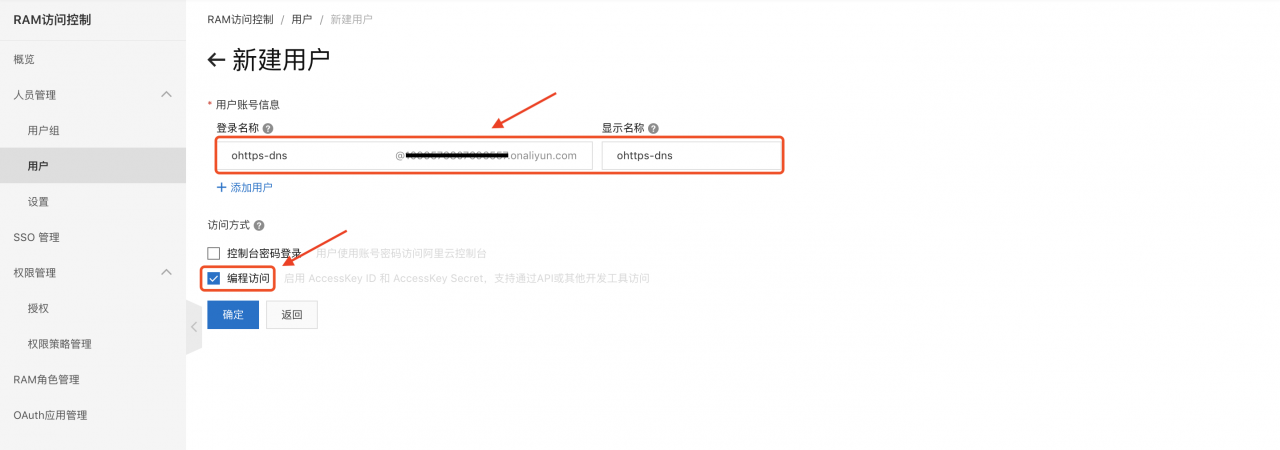 RAM访问控制
概览
人员管理
用户组
用户
设置
SSO 管理
权限管理
授权
权限策略管理
RAM角色管理
OAuth应用管理
RAM访问控制 / 用户 / 新建用户
← 新建用户
* 用户账号信息
登录名称 显示名称
ohttps-dns @ .onaliyun.com ohttps-dns
+ 添加用户
访问方式
控制台密码登录 用户使用账号密码访问阿里云控制台
编程访问 启用 AccessKey ID 和 AccessKey Secret，支持通过API或其他开发工具访问
确定 返回